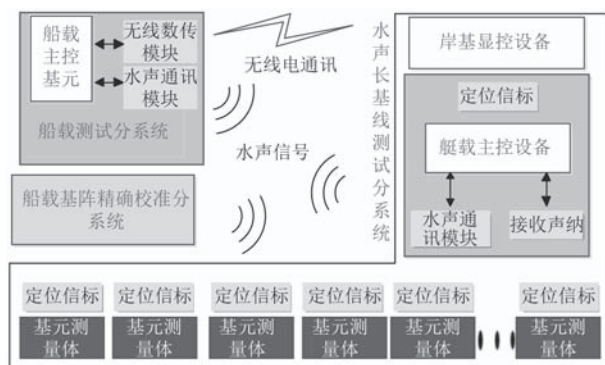 船载
主控
基元
无线数传
模块
水声通讯
模块
船载测试分系统
船载基阵精确校准分
系统
无线电通讯
水声信号
水声长基线测试分系统
岸基显控设备
定位信标
艇载主控设备
水声通
讯模块
接收声纳
定位信标
定位信标
定位信标
定位信标
定位信标
定位信标
基元测
量体
基元测
量体
基元测
量体
基元测
量体
基元测
量体
基元测
量体